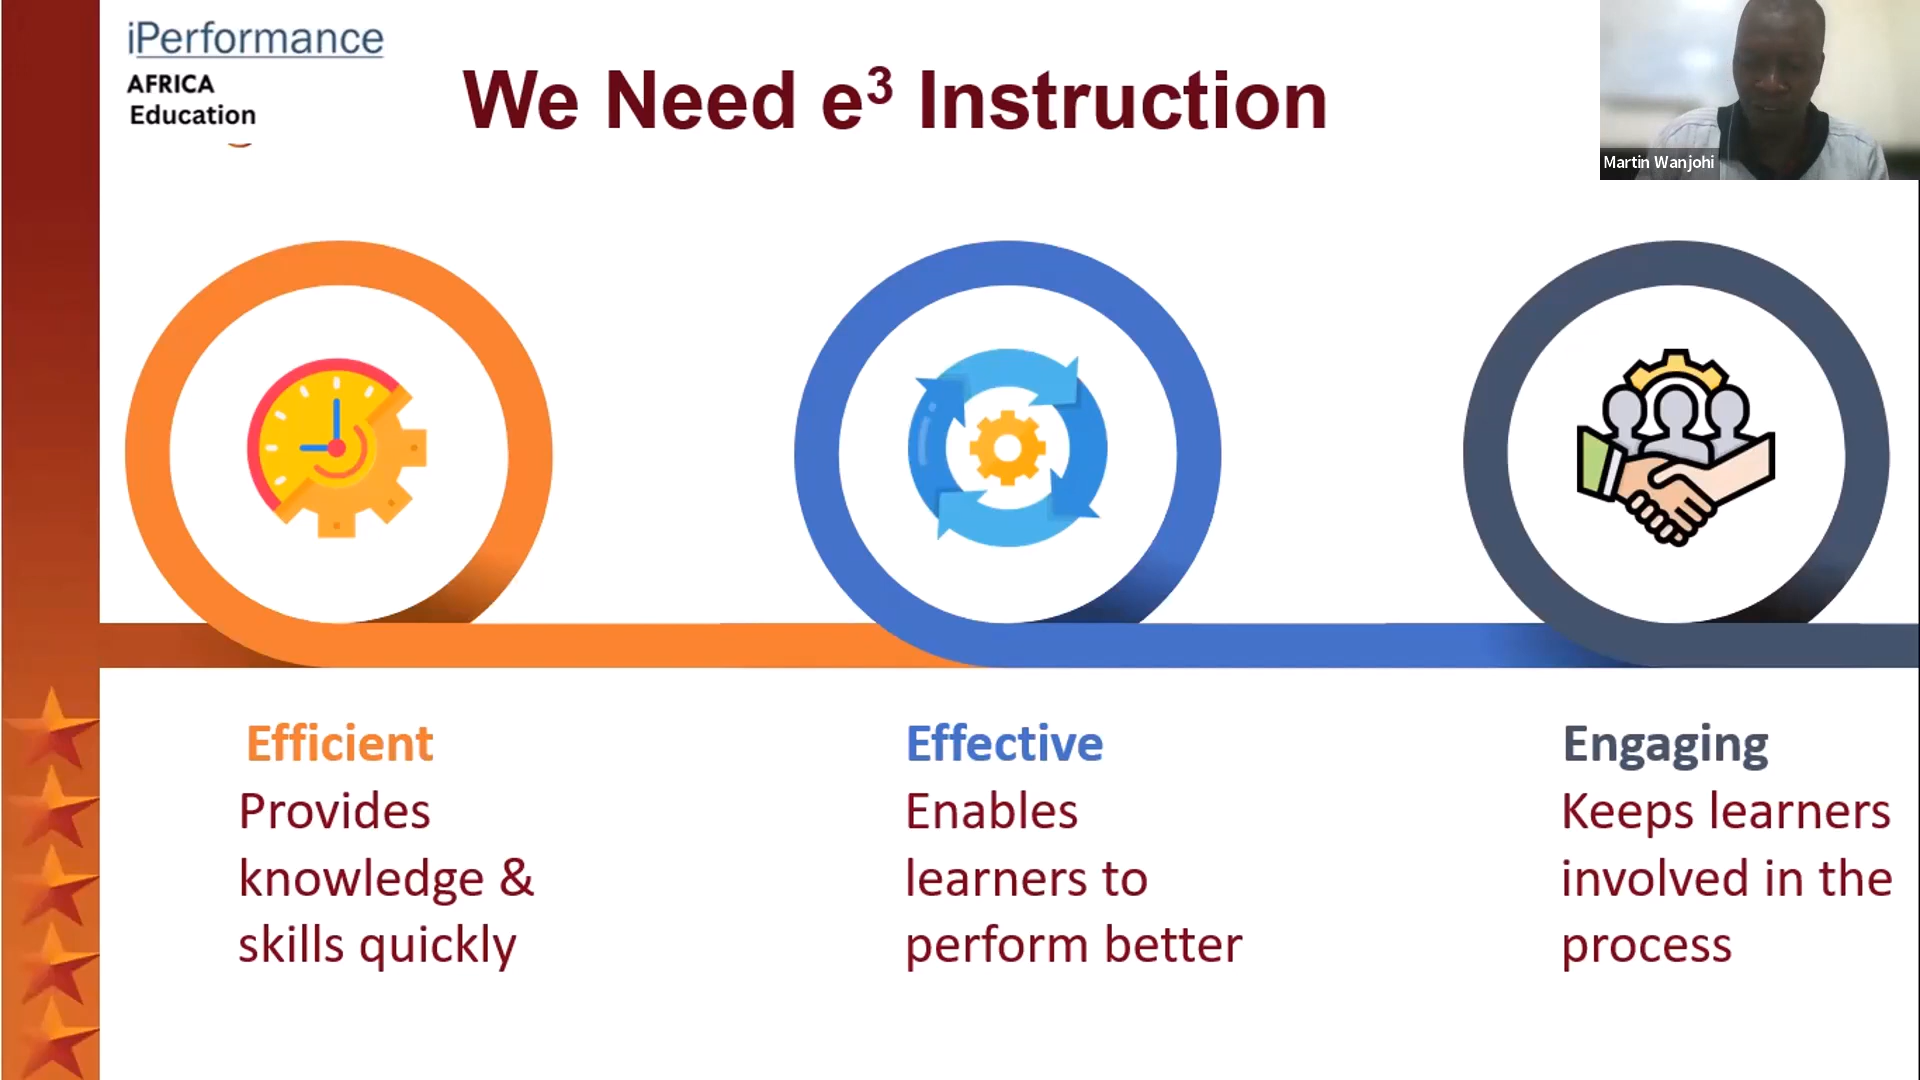 iPerformance
AFRICA
Education
We Need e³ Instruction
Martin Wanjohi
Efficient
Provides
knowledge &
skills quickly
Effective
Enables
learners to
perform better
Engaging
Keeps learners
involved in the
process